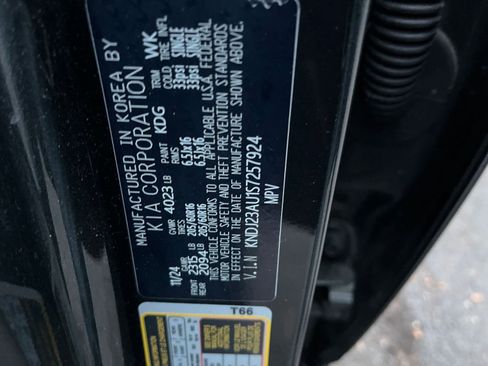 MANUFACTURED IN KOREA BY
KIA CORPORATION
11/24 GVWR 4023 LB PAINT KDG TRIM WK
GAWR TIRES RIMS COLD TIRE INFL
FRONT 2315 LB 205/60R16 6.5Jx16 33psi SINGLE
REAR 2094 LB 205/60R16 6.5Jx16 33psi SINGLE
THIS VEHICLE CONFORMS TO ALL APPLICABLE U.S.A. FEDERAL
MOTOR VEHICLE SAFETY AND THEFT PREVENTION STANDARDS
IN EFFECT ON THE DATE OF MANUFACTURE SHOWN ABOVE.
V.I.N KNDJ23AU1S7257924
MPV
T66